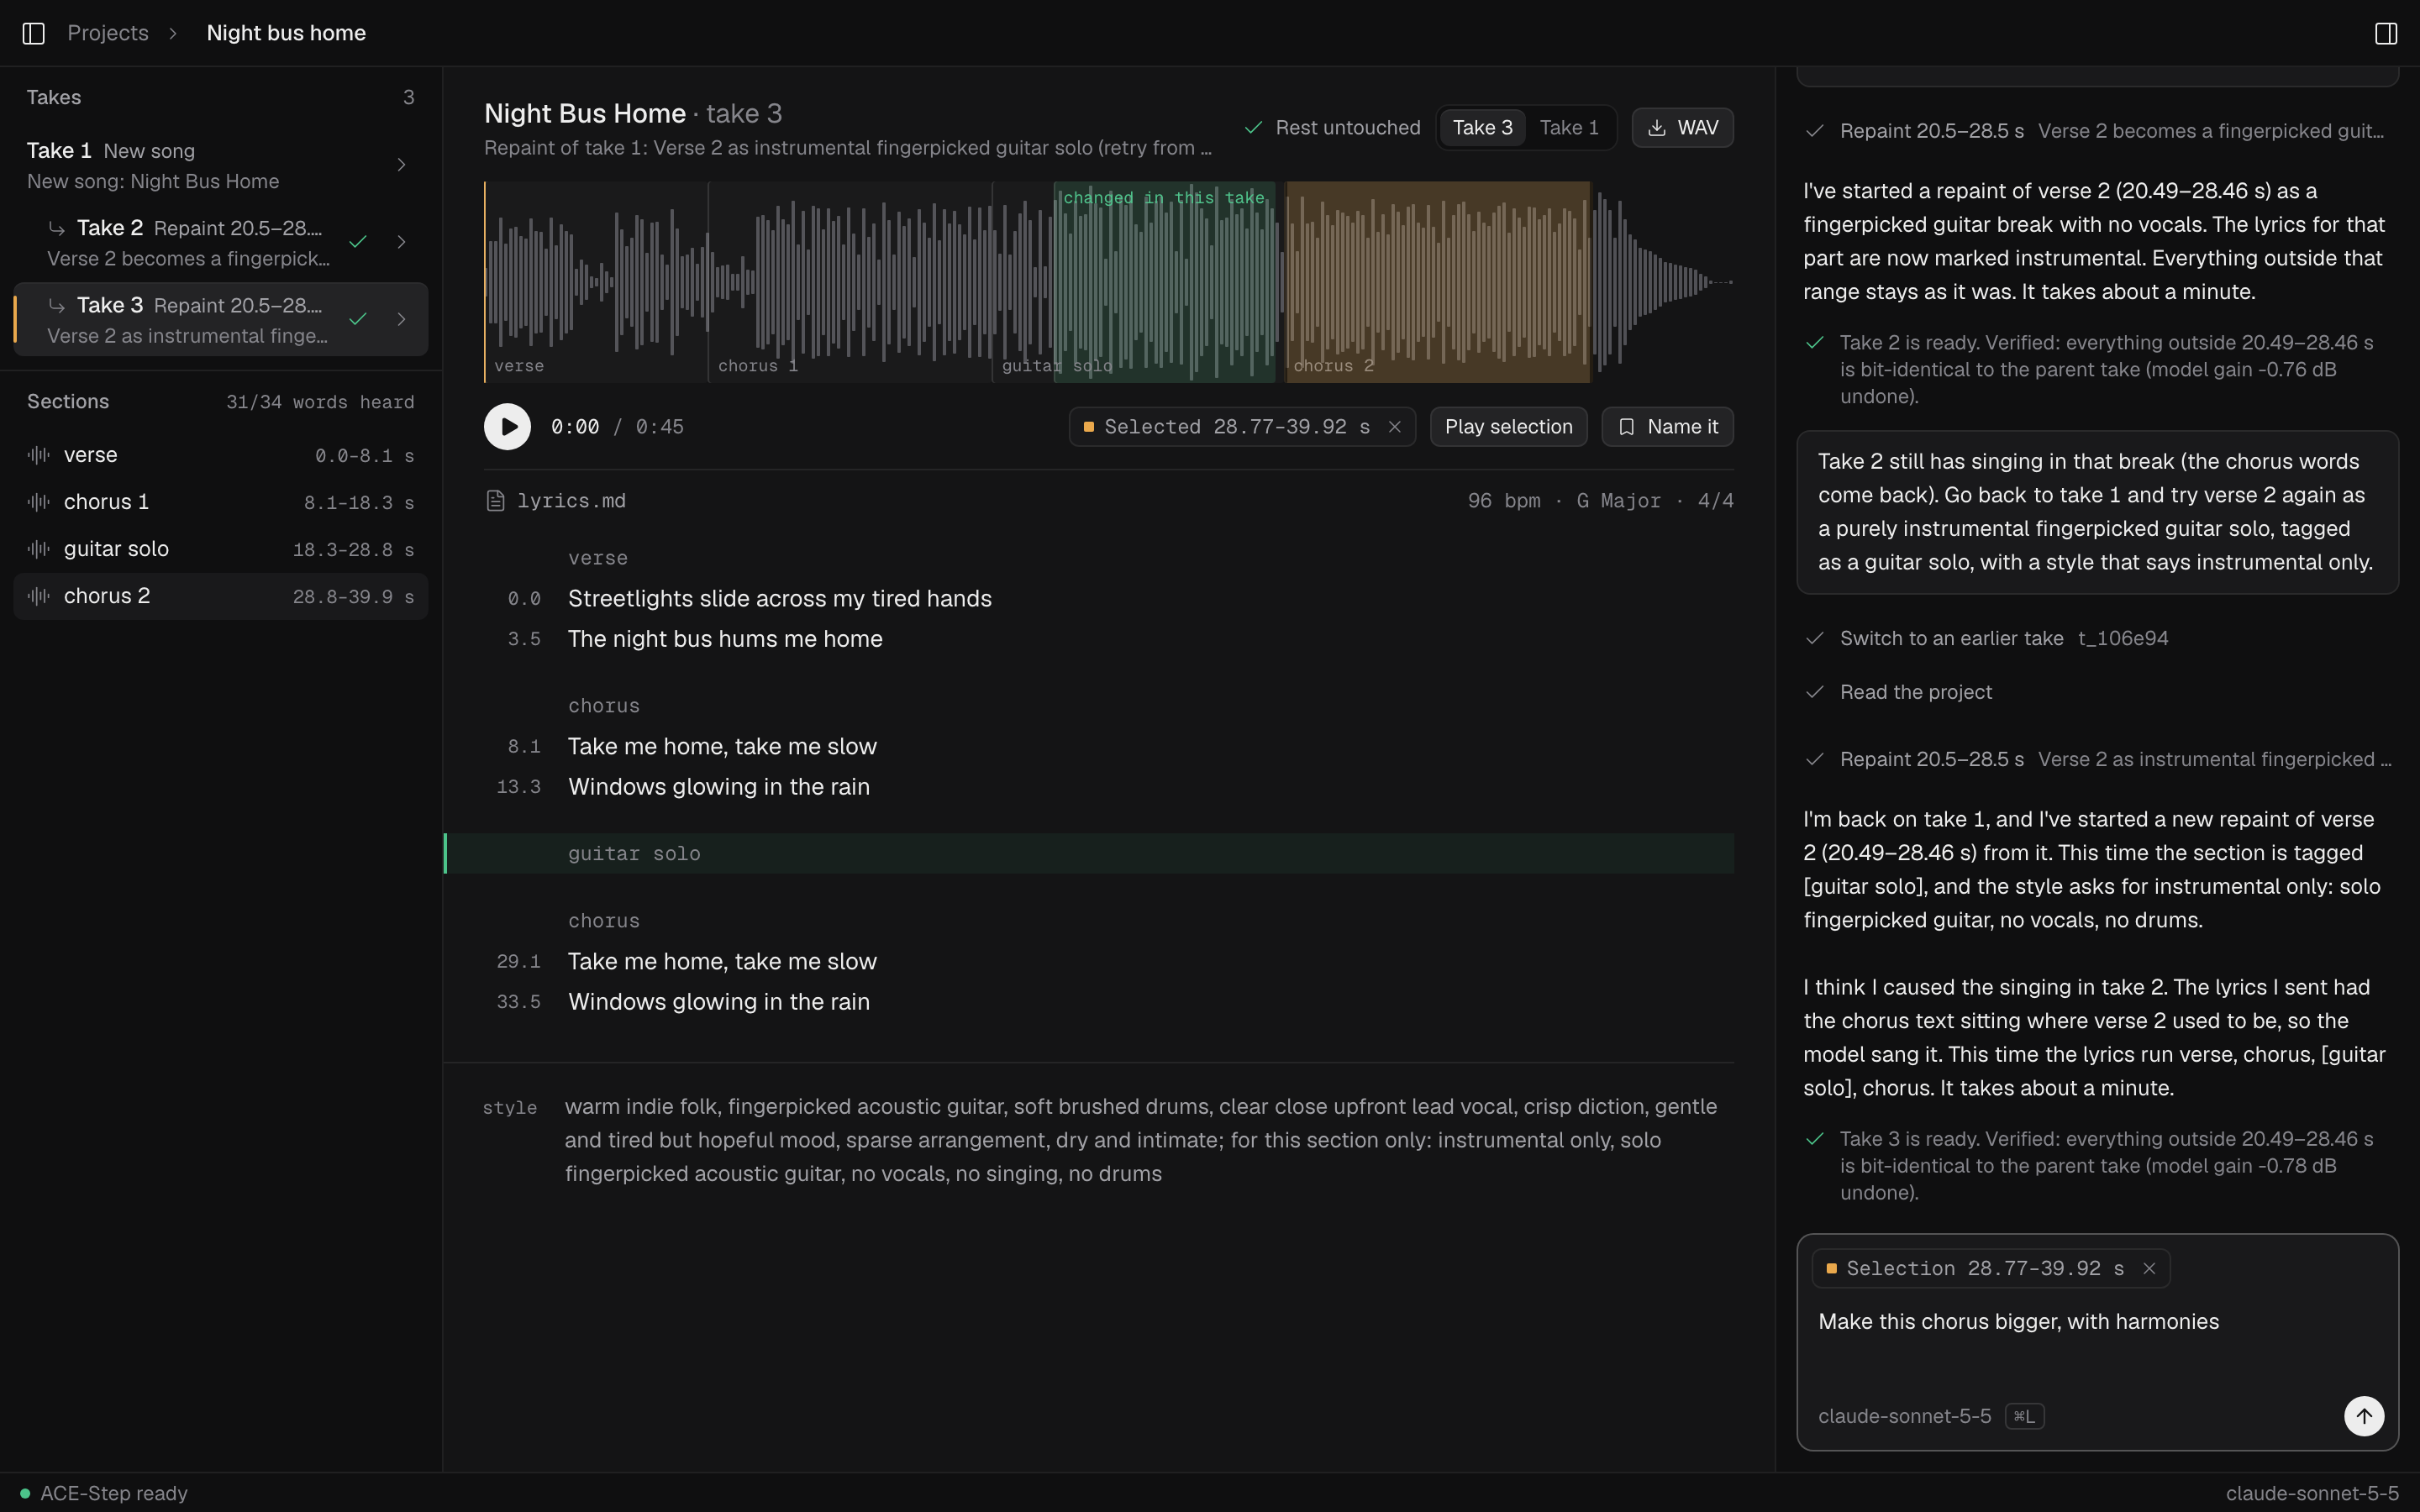 Projects
Night bus home
Takes
3
Take 1 New song
New song: Night Bus Home
Take 2 Repaint 20.5–28....
Verse 2 becomes a fingerpick...
Take 3 Repaint 20.5–28....
Verse 2 as instrumental finge...
Sections
31/34 words heard
verse
0.0–8.1 s
chorus 1
8.1–18.3 s
guitar solo
18.3–28.8 s
chorus 2
28.8–39.9 s
Night Bus Home · take 3
Repaint of take 1: Verse 2 as instrumental fingerpicked guitar solo (retry from ...
Rest untouched
Take 3
Take 1
WAV
changed in this take
verse
chorus 1
guitar solo
chorus 2
0:00 / 0:45
Selected 28.77–39.92 s
Play selection
Name it
lyrics.md
96 bpm · G Major · 4/4
verse
0.0 Streetlights slide across my tired hands
3.5 The night bus hums me home
chorus
8.1 Take me home, take me slow
13.3 Windows glowing in the rain
guitar solo
chorus
29.1 Take me home, take me slow
33.5 Windows glowing in the rain
style
warm indie folk, fingerpicked acoustic guitar, soft brushed drums, clear close upfront lead vocal, crisp diction, gentle
and tired but hopeful mood, sparse arrangement, dry and intimate; for this section only: instrumental only, solo
fingerpicked acoustic guitar, no vocals, no singing, no drums
Repaint 20.5–28.5 s Verse 2 becomes a fingerpicked guit...
I've started a repaint of verse 2 (20.49–28.46 s) as a
fingerpicked guitar break with no vocals. The lyrics for that
part are now marked instrumental. Everything outside that
range stays as it was. It takes about a minute.
Take 2 is ready. Verified: everything outside 20.49–28.46 s
is bit-identical to the parent take (model gain -0.76 dB
undone).
Take 2 still has singing in that break (the chorus words
come back). Go back to take 1 and try verse 2 again as
a purely instrumental fingerpicked guitar solo, tagged
as a guitar solo, with a style that says instrumental only.
Switch to an earlier take t_106e94
Read the project
Repaint 20.5–28.5 s Verse 2 as instrumental fingerpicked ...
I'm back on take 1, and I've started a new repaint of verse
2 (20.49–28.46 s) from it. This time the section is tagged
[guitar solo], and the style asks for instrumental only: solo
fingerpicked guitar, no vocals, no drums.
I think I caused the singing in take 2. The lyrics I sent had
the chorus text sitting where verse 2 used to be, so the
model sang it. This time the lyrics run verse, chorus, [guitar
solo], chorus. It takes about a minute.
Take 3 is ready. Verified: everything outside 20.49–28.46 s
is bit-identical to the parent take (model gain -0.78 dB
undone).
Selection 28.77–39.92 s
Make this chorus bigger, with harmonies
claude-sonnet-5-5 ⌘L
ACE-Step ready
claude-sonnet-5-5